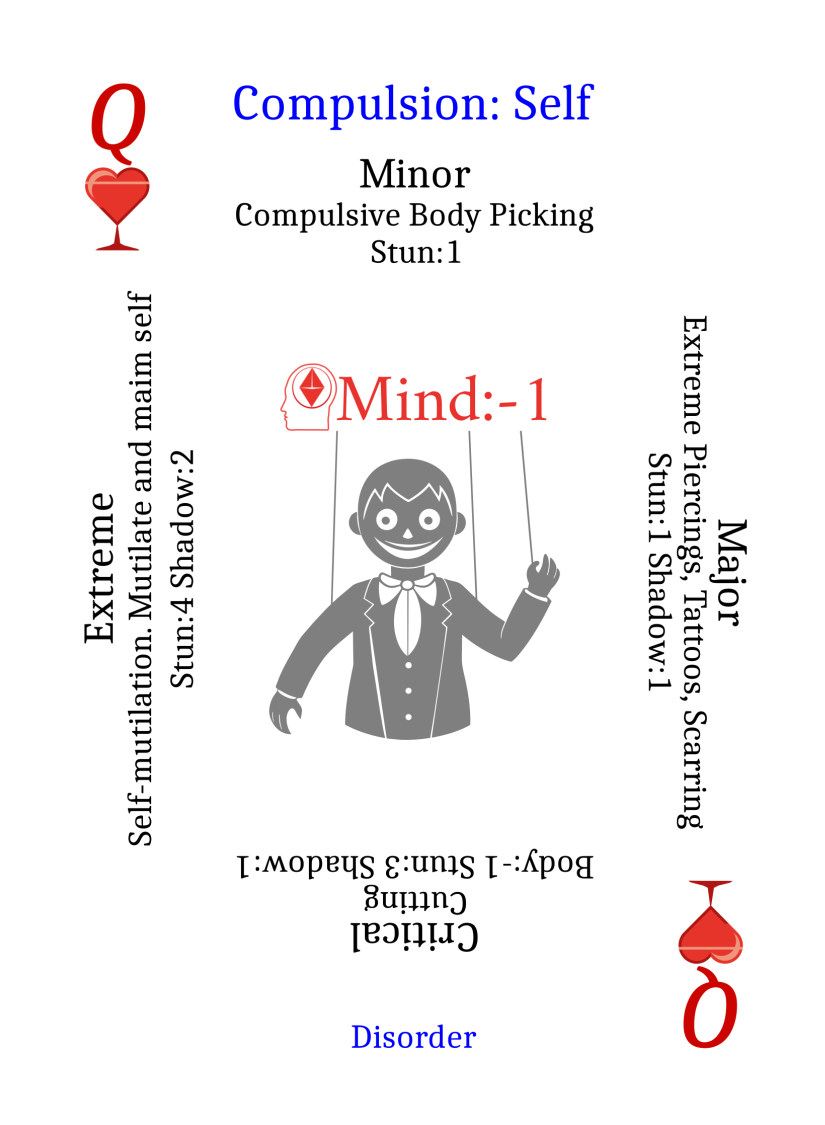 Q
Compulsion: Self
Minor
Compulsive Body Picking
Stun:1
Mind:-1
Major
Extreme Piercings, Tattoos, Scarring
Stun:1 Shadow:1
Critical
Cutting
Body:-1 Stun:3 Shadow:1
Extreme
Self-mutilation. Mutilate and maim self
Stun:4 Shadow:2
Q
Disorder